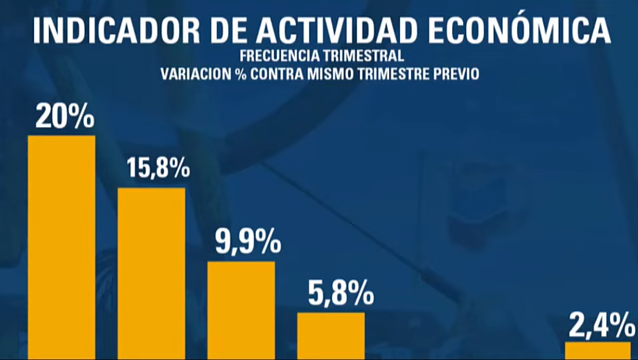 INDICADOR DE ACTIVIDAD ECONÓMICA
FRECUENCIA TRIMESTRAL
VARIACION % CONTRA MISMO TRIMESTRE PREVIO
20%
15,8%
9,9%
5,8%
2,4%